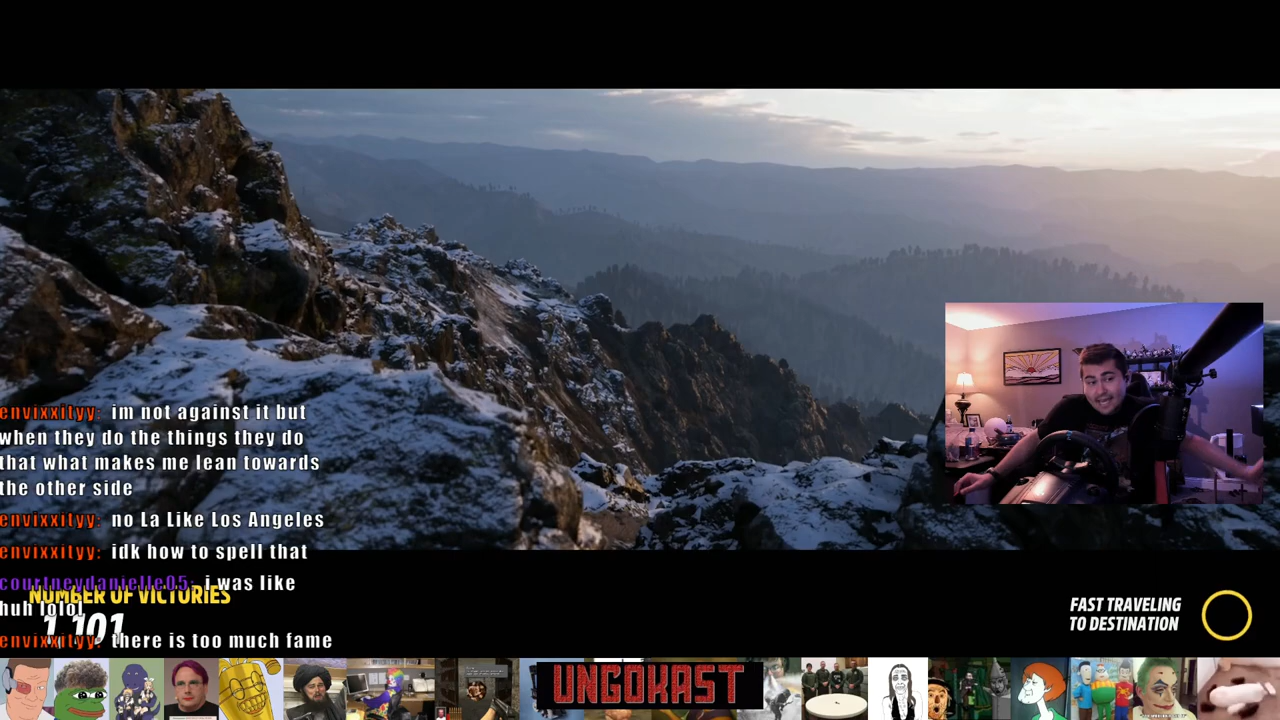 envixxityy: im not against it but
when they do the things they do
that what makes me lean towards
the other side
envixxityy: no La Like Los Angeles
envixxityy: idk how to spell that
courtneydanielle05: i was like
huh lolol
NUMBER OF VICTORIES
1,101
envixxityy: there is too much fame
FAST TRAVELING
TO DESTINATION
UNGOKAST